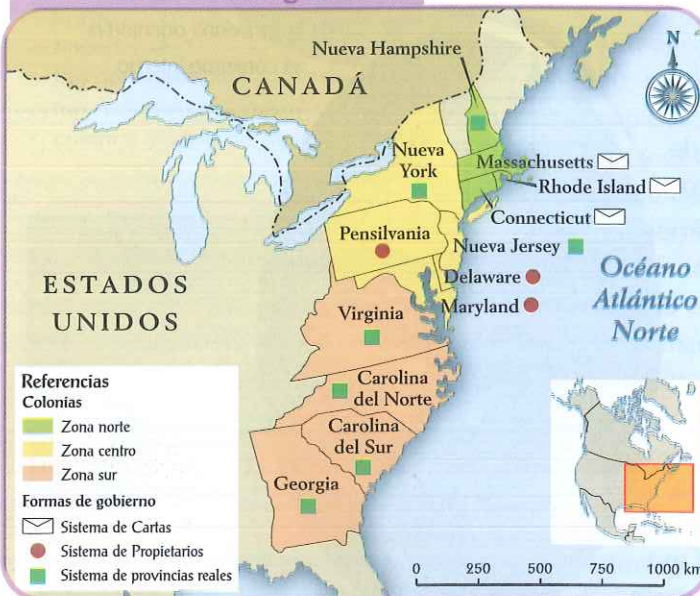 Nueva Hampshire
N
CANADÁ
Nueva
York
Massachusetts
Rhode Island
Connecticut
Pensilvania
Nueva Jersey
ESTADOS
UNIDOS
Delaware
Océano
Atlántico
Norte
Virginia
Maryland
Carolina
del Norte
Carolina
del Sur
Georgia
Referencias
Colonias
Zona norte
Zona centro
Zona sur
Formas de gobierno
Sistema de Cartas
Sistema de Propietarios
Sistema de provincias reales
0 250 500 750 1000 km